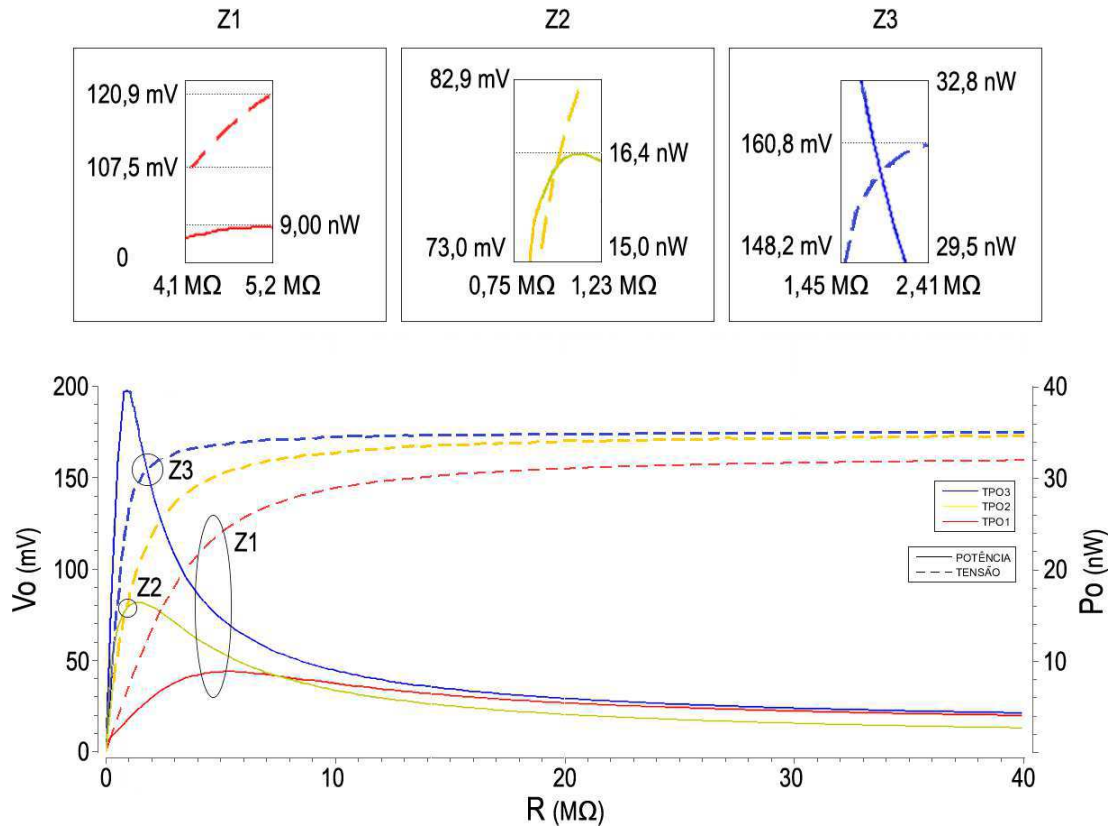 Z1
Z2
Z3
120,9 mV
107,5 mV
0
9,00 nW
4,1 MΩ
5,2 MΩ
82,9 mV
73,0 mV
16,4 nW
15,0 nW
0,75 MΩ
1,23 MΩ
160,8 mV
148,2 mV
32,8 nW
29,5 nW
1,45 MΩ
2,41 MΩ
200
150
100
50
0
Vo (mV)
40
30
20
10
0
Po (nW)
Z3
Z1
Z2
TPO3
TPO2
TPO1
POTÊNCIA
TENSÃO
0
10
20
30
40
R (MΩ)